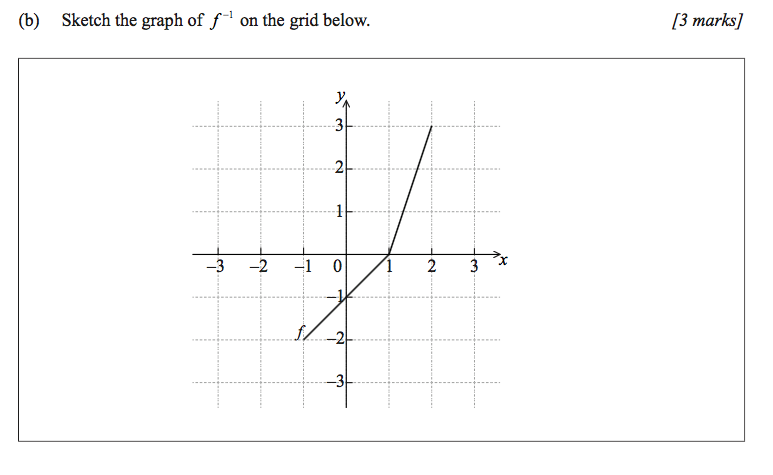 (b) Sketch the graph of f⁻¹ on the grid below. [3 marks]
y
3
2
1
–3 –2 –1 0 1 2 3 x
–1
f –2
–3